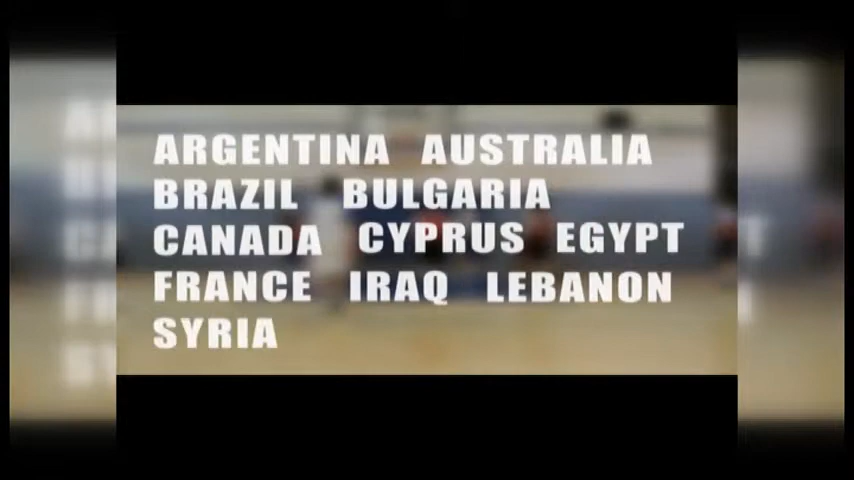 ARGENTINA AUSTRALIA
BRAZIL BULGARIA
CANADA CYPRUS EGYPT
FRANCE IRAQ LEBANON
SYRIA